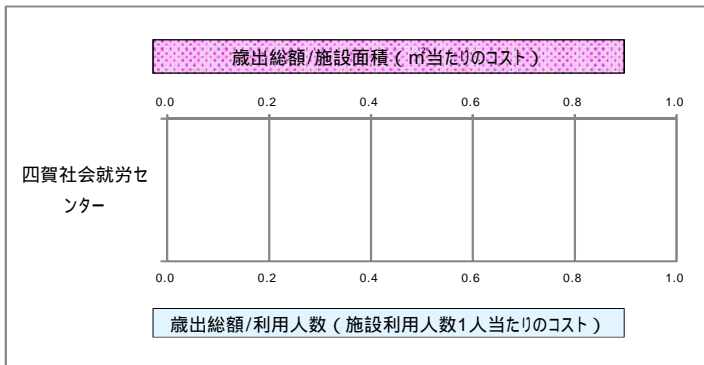 歳出総額/施設面積（㎡当たりのコスト）
0.0 0.2 0.4 0.6 0.8 1.0
四賀社会就労セ
ンター
0.0 0.2 0.4 0.6 0.8 1.0
歳出総額/利用人数（施設利用人数1人当たりのコスト）